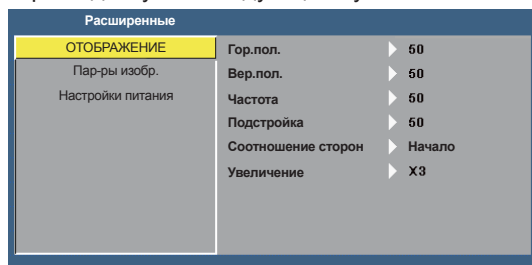 Расширенные
ОТОБРАЖЕНИЕ
Пар-ры изобр.
Настройки питания
Гор.пол. 50
Вер.пол. 50
Частота 50
Подстройка 50
Соотношение сторон Начало
Увеличение X3